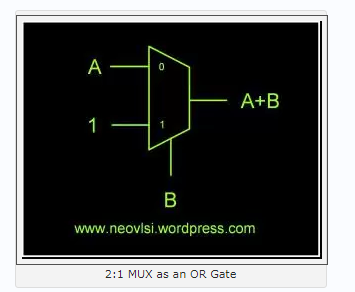 A
0
A+B
1
1
B
www.neovlsi.wordpress.com
2:1 MUX as an OR Gate